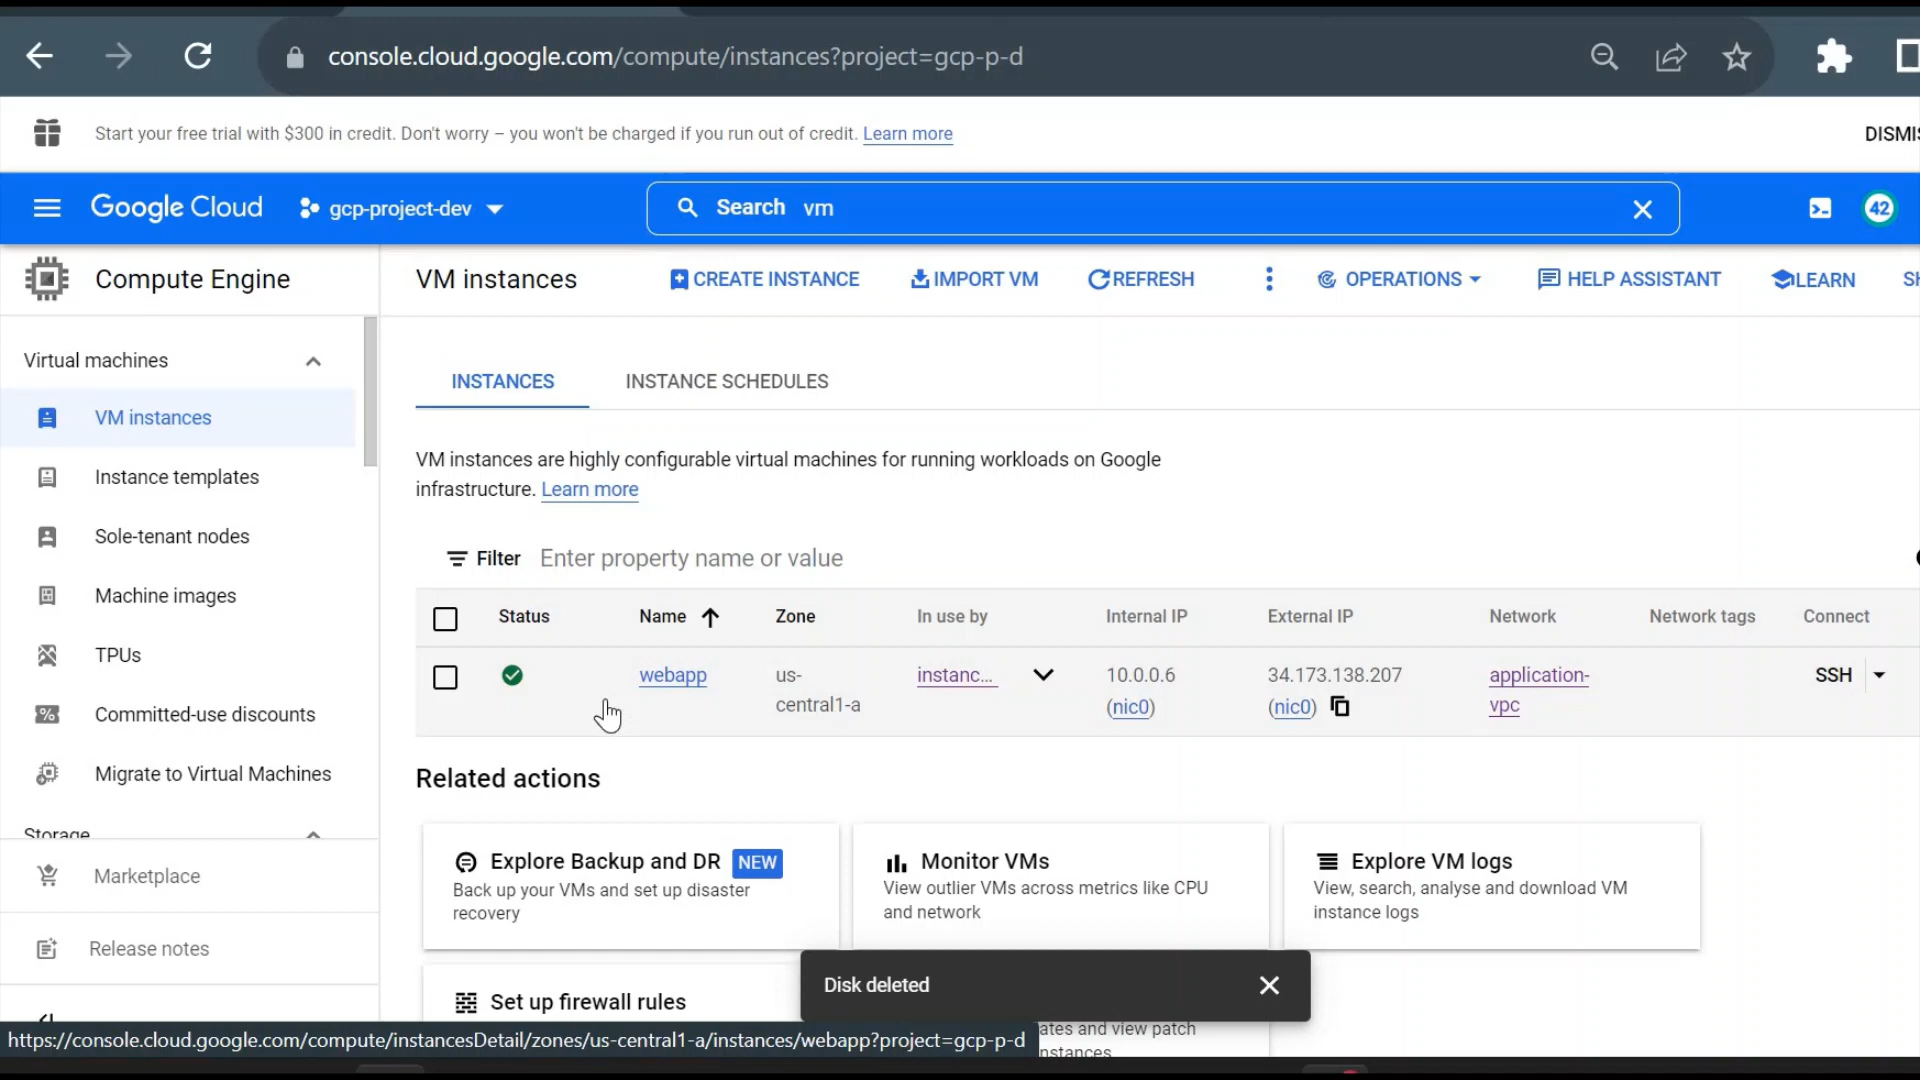 console.cloud.google.com/compute/instances?project=gcp-p-d
Start your free trial with $300 in credit. Don't worry – you won't be charged if you run out of credit. Learn more
DISMIS
Google Cloud
gcp-project-dev
Search vm
42
Compute Engine
VM instances
CREATE INSTANCE
IMPORT VM
REFRESH
OPERATIONS
HELP ASSISTANT
LEARN
SH
Virtual machines
VM instances
Instance templates
Sole-tenant nodes
Machine images
TPUs
Committed-use discounts
Migrate to Virtual Machines
Storage
Marketplace
Release notes
INSTANCES
INSTANCE SCHEDULES
VM instances are highly configurable virtual machines for running workloads on Google
infrastructure. Learn more
Filter Enter property name or value
Status Name Zone In use by Internal IP External IP Network Network tags Connect
webapp us- instanc... 10.0.0.6 34.173.138.207 application- SSH
central1-a (nic0) (nic0) vpc
Related actions
Explore Backup and DR NEW
Back up your VMs and set up disaster
recovery
Monitor VMs
View outlier VMs across metrics like CPU
and network
Explore VM logs
View, search, analyse and download VM
instance logs
Set up firewall rules
Disk deleted
ates and view patch
nstances
https://console.cloud.google.com/compute/instancesDetail/zones/us-central1-a/instances/webapp?project=gcp-p-d